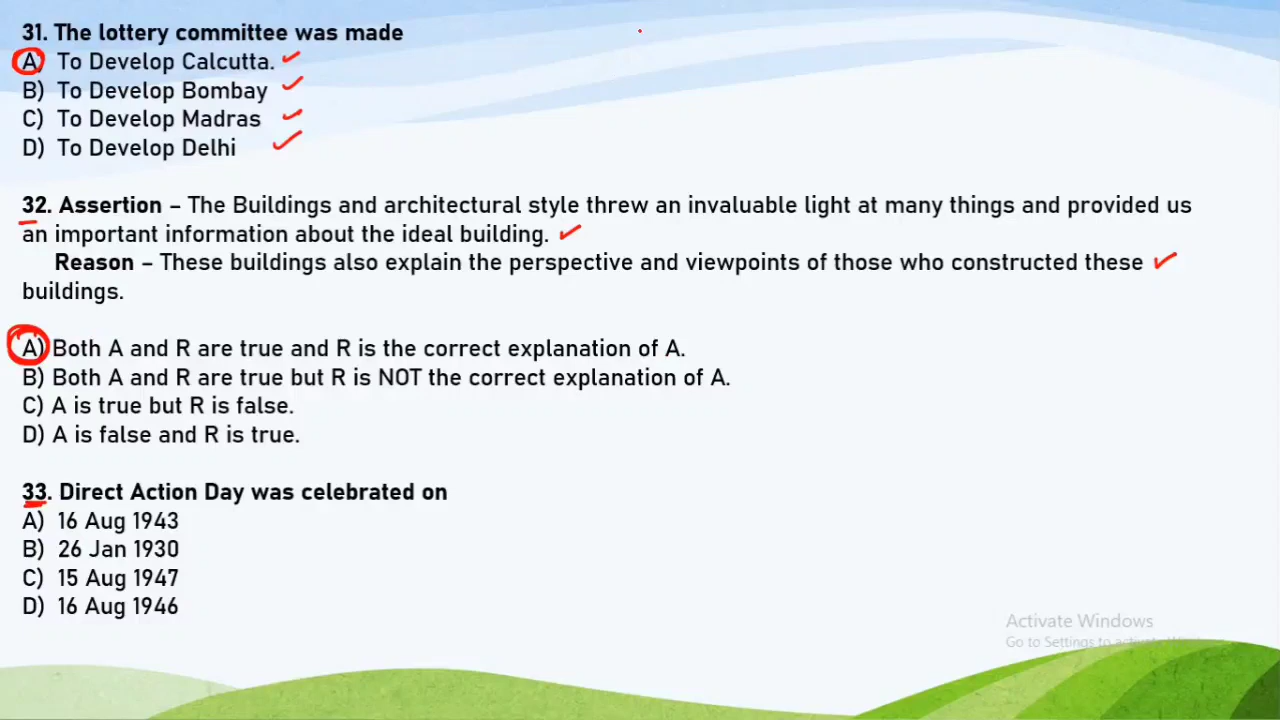 31. The lottery committee was made
A) To Develop Calcutta.
B) To Develop Bombay
C) To Develop Madras
D) To Develop Delhi
32. Assertion – The Buildings and architectural style threw an invaluable light at many things and provided us
an important information about the ideal building.
Reason – These buildings also explain the perspective and viewpoints of those who constructed these
buildings.
A) Both A and R are true and R is the correct explanation of A.
B) Both A and R are true but R is NOT the correct explanation of A.
C) A is true but R is false.
D) A is false and R is true.
33. Direct Action Day was celebrated on
A) 16 Aug 1943
B) 26 Jan 1930
C) 15 Aug 1947
D) 16 Aug 1946
Activate Windows
Go to Settings to activate